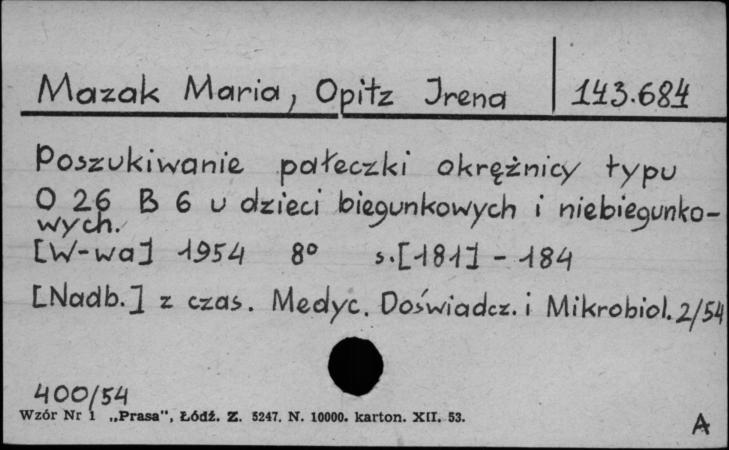 Mazak Maria, Opitz Irena 143.684
Poszukiwanie pałeczki okrężnicy typu
O 26 B 6 u dzieci biegunkowych i niebiegunko-
wych.
[W-wa] 1954 8° s.[181] - 184
[Nadb.] z czas. Medyc. Doświadcz. i Mikrobiol. 2/54
400/54
Wzór Nr 1 „Prasa", Łódź. Z. 5247. N. 10000. karton. XII. 53.
A